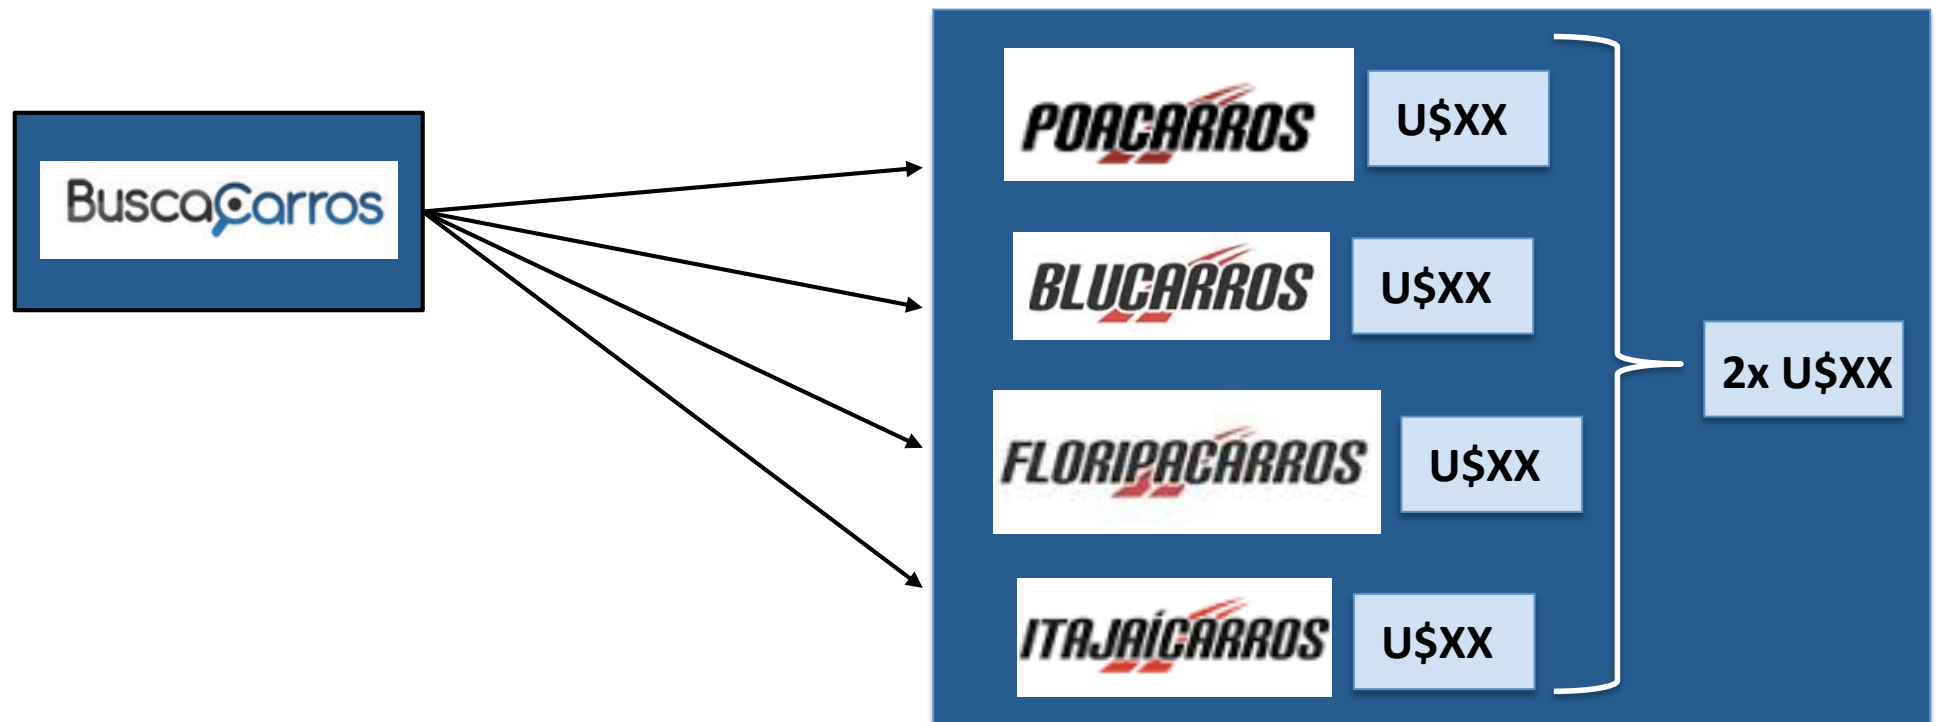 BuscaCarros
POACARROS
U$XX
BLUCARROS
U$XX
FLORIPACARROS
U$XX
ITAJAÍCARROS
U$XX
2x U$XX